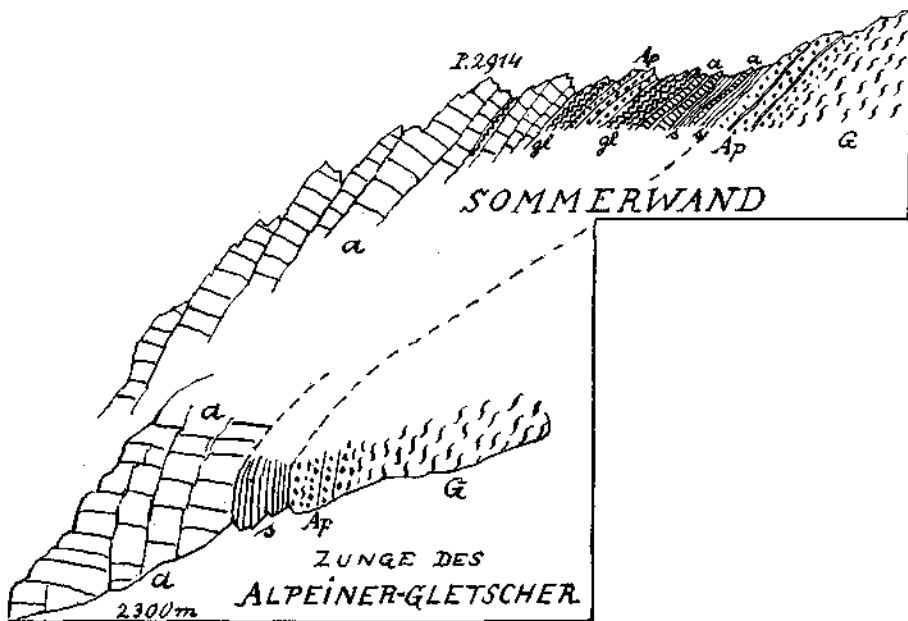 P. 2914
Ap
a
a
gl
gl
s
Ap
G
SOMMERWAND
a
a
G
s
Ap
a
2300m
ZUNGE DES
ALPEINER-GLETSCHER